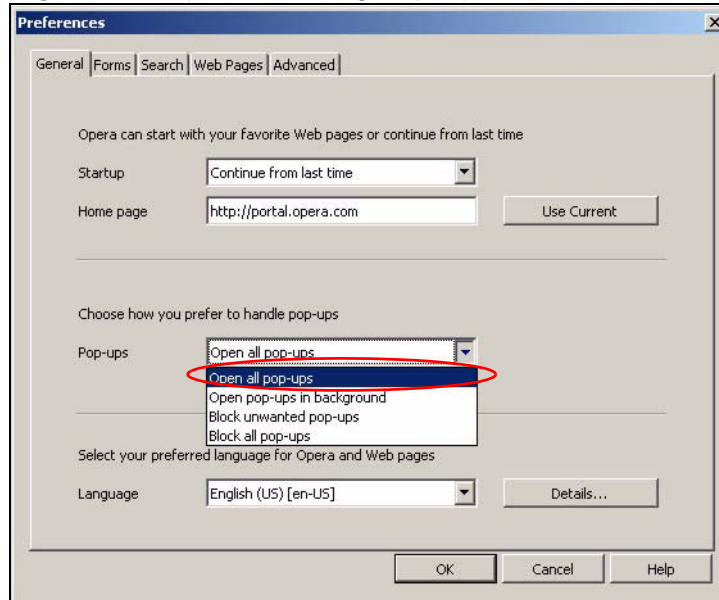 Preferences
General Forms Search Web Pages Advanced
Opera can start with your favorite Web pages or continue from last time
Startup Continue from last time
Home page http://portal.opera.com Use Current
Choose how you prefer to handle pop-ups
Pop-ups Open all pop-ups
Open all pop-ups
Open pop-ups in background
Block unwanted pop-ups
Block all pop-ups
Select your preferred language for Opera and Web pages
Language English (US) [en-US] Details...
OK Cancel Help